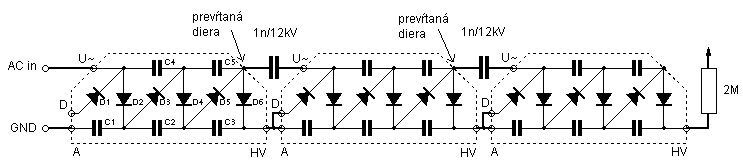 prevŕtaná
diera
1n/12kV
prevŕtaná
diera
1n/12kV
AC in
U~
C4
C5
U~
U~
D
D1
D2
D3
D4
D5
D6
D
D
2M
GND
C1
C2
C3
A
HV
A
HV
A
HV